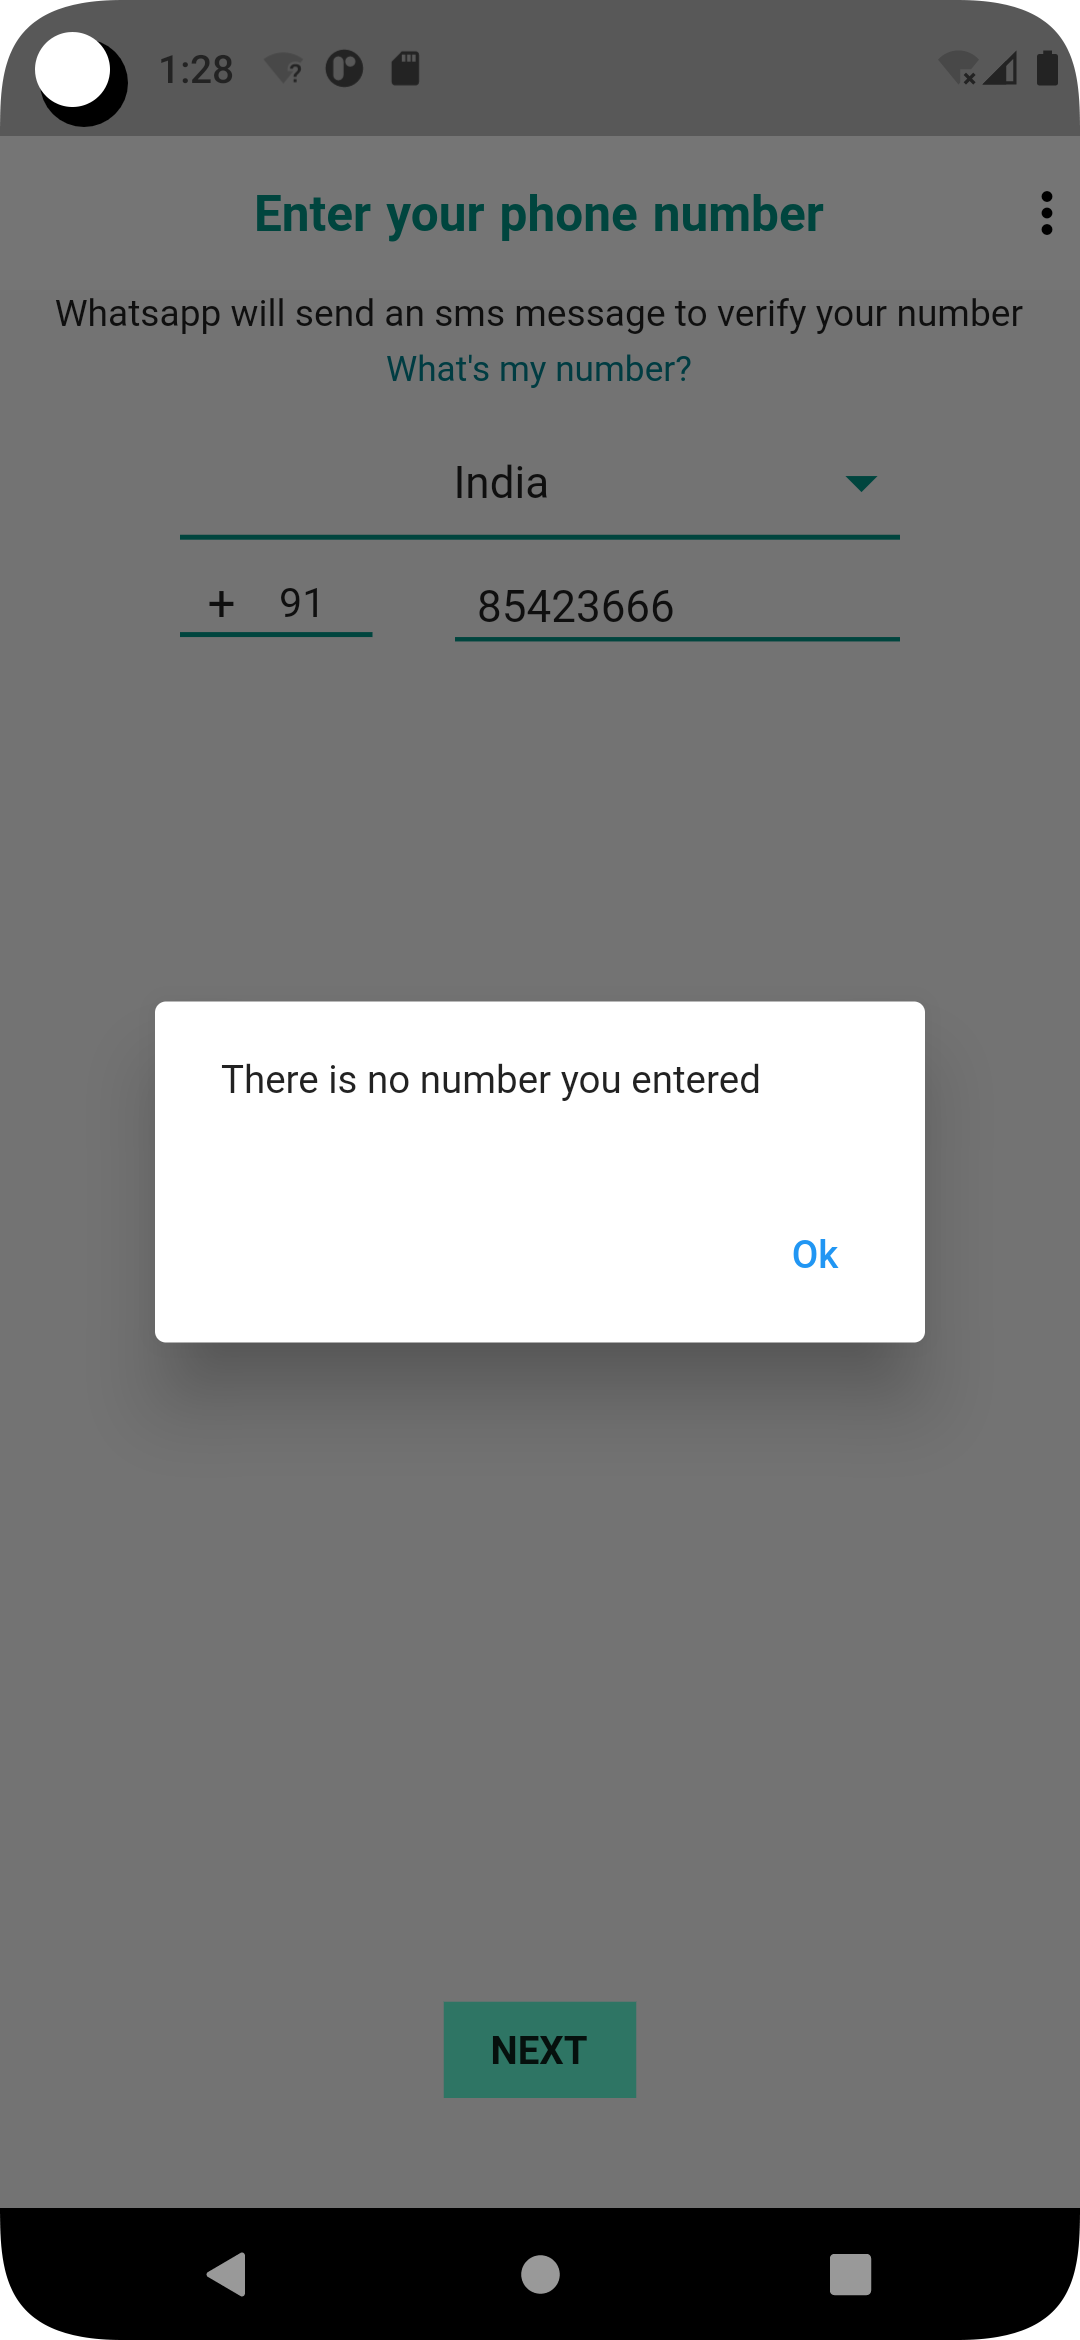 1:28
Enter your phone number
Whatsapp will send an sms message to verify your number
What's my number?
India
+ 91 85423666
There is no number you entered
Ok
NEXT